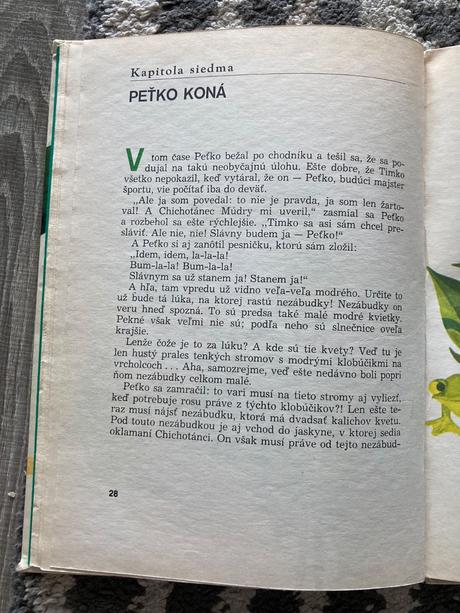 Kapitola siedma
PEŤKO KONÁ
V tom čase Peťko bežal po chodníku a tešil sa, že sa po-
dujal na takú neobyčajnú úlohu. Ešte dobre, že Timko
všetko nepokazil, keď vytáral, že on — Peťko, budúci majster
športu, vie počítať iba do deväť.
„Ale ja som povedal: to nie je pravda, ja som len žarto-
val! A Chichotánec Múdry mi uveril,“ zasmial sa Peťko
a rozbehol sa ešte rýchlejšie. „Timko sa asi sám chcel pre-
sláviť. Ale nie, nie! Slávny budem ja — Peťko!“
A Peťko si aj zanôtil pesničku, ktorú sám zložil:
„Idem, idem, la-la-la!
Bum-la-la! Bum-la-la!
Slávnym sa už stanem ja! Stanem ja!“
A hľa, tam vpredu už vidno veľa-veľa modrého. Určite to
už bude tá lúka, na ktorej rastú nezábudky! Nezábudky on
veru hneď spozná. To sú predsa také malé modré kvietky.
Pekné však veľmi nie sú; podľa neho sú slnečnice oveľa
krajšie.
Lenže čože je to za lúku? A kde sú tie kvety? Veď tu je
len hustý prales tenkých stromov s modrými klobúčikmi na
vrcholcoch... Aha, samozrejme, veď ešte nedávno boli popri
ňom nezábudky celkom malé.
Peťko sa zamračil: to vari musí na tieto stromy aj vyliezť,
keď potrebuje rosu práve z týchto klobúčikov?! Len ešte te-
raz musí nájsť nezábudku, ktorá má dvadsať kalichov kvetu.
Pod touto nezábudkou je aj vchod do jaskyne, v ktorej sedia
oklamaní Chichotánci. On však musí práve od tejto nezábud-
28